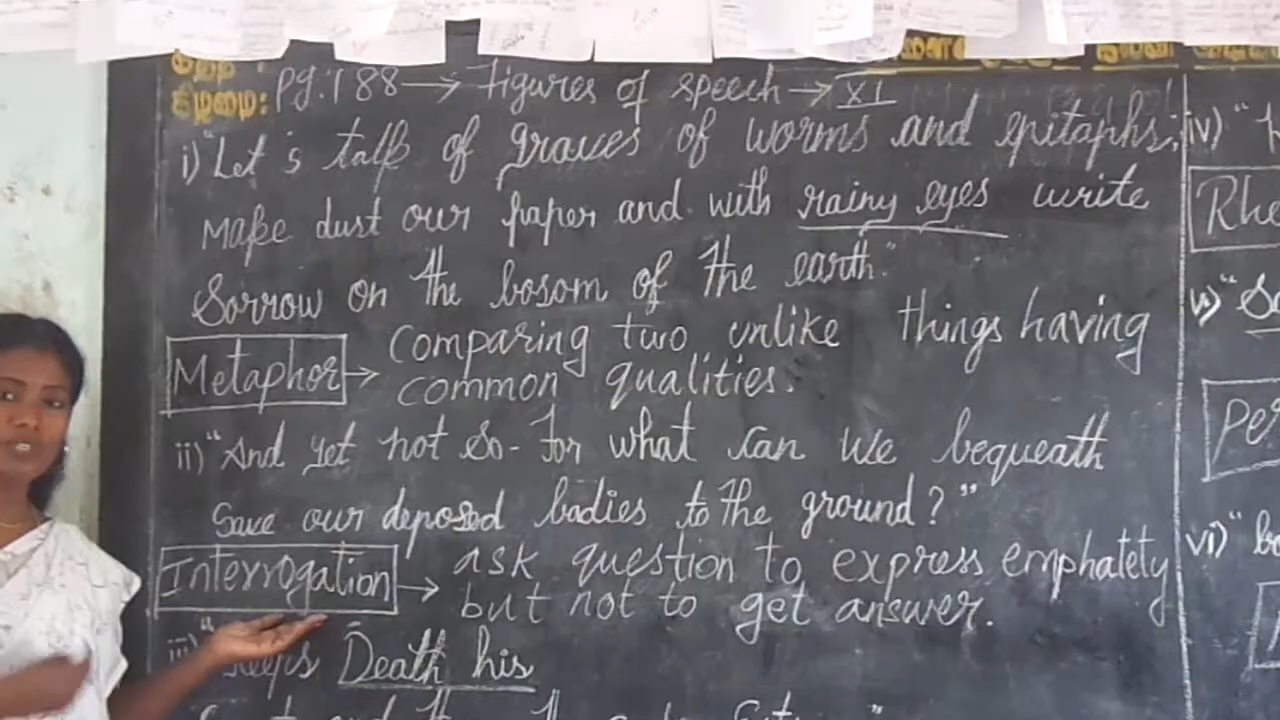 கிழமை:
Pg:188→ Figures of speech → XI
i) "Let's talk of graves of worms and epitaphs;
Make dust our paper and with rainy eyes write
Sorrow on the bosom of the earth"
Metaphor → Comparing two unlike things having
common qualities.
ii) "And yet not so- For what can we bequeath
Save our deposed bodies to the ground?"
Interrogation → ask question to express emphatety
but not to get answer.
iii) " Keeps Death his
and
iv) "
v) "
vi) "